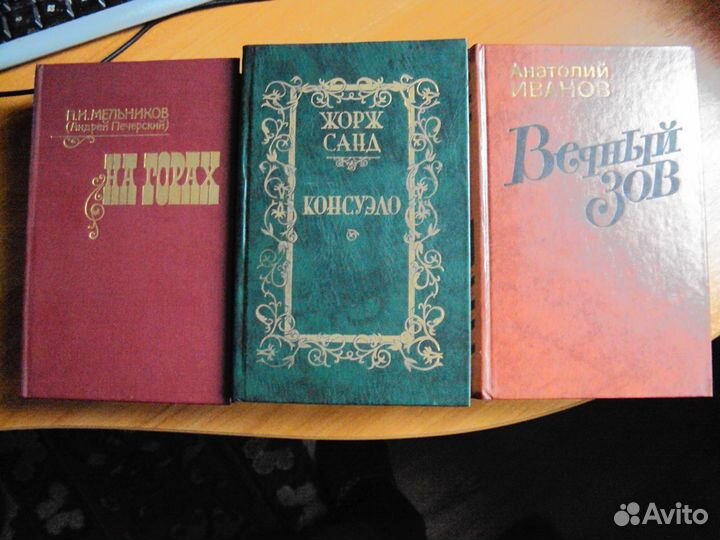 П.И.МЕЛЬНИКОВ
(Андрей Печерский)
НА ГОРАХ
ЖОРЖ
САНД
КОНСУЭЛО
Анатолий
ИВАНОВ
Вечный
ЗОВ
Avito